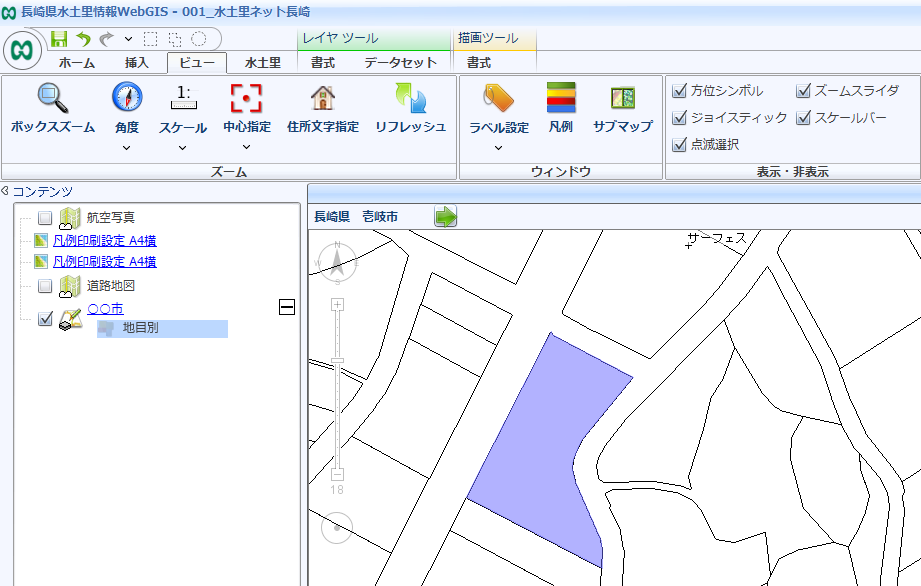 長崎県水土里情報WebGIS - 001_水土里ネット長崎
レイヤ ツール 描画ツール
ホーム 挿入 ビュー 水土里 書式 データセット 書式
1:
ボックスズーム 角度 スケール 中心指定 住所文字指定 リフレッシュ ラベル設定 凡例 サブマップ
方位シンボル ズームスライダ
ジョイスティック スケールバー
点滅選択
ズーム ウィンドウ 表示・非表示
コンテンツ
航空写真
凡例印刷設定 A4横
凡例印刷設定 A4横
道路地図
〇〇市
地目別
長崎県 壱岐市
サーフェス
N
W
S
18